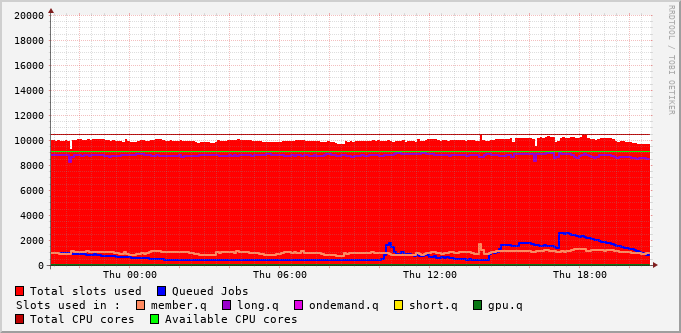 20000
18000
16000
14000
12000
10000
8000
6000
4000
2000
0
Thu 00:00 Thu 06:00 Thu 12:00 Thu 18:00
Total slots used Queued Jobs
Slots used in : member.q long.q ondemand.q short.q gpu.q
Total CPU cores Available CPU cores
RRDTOOL / TOBI OETIKER